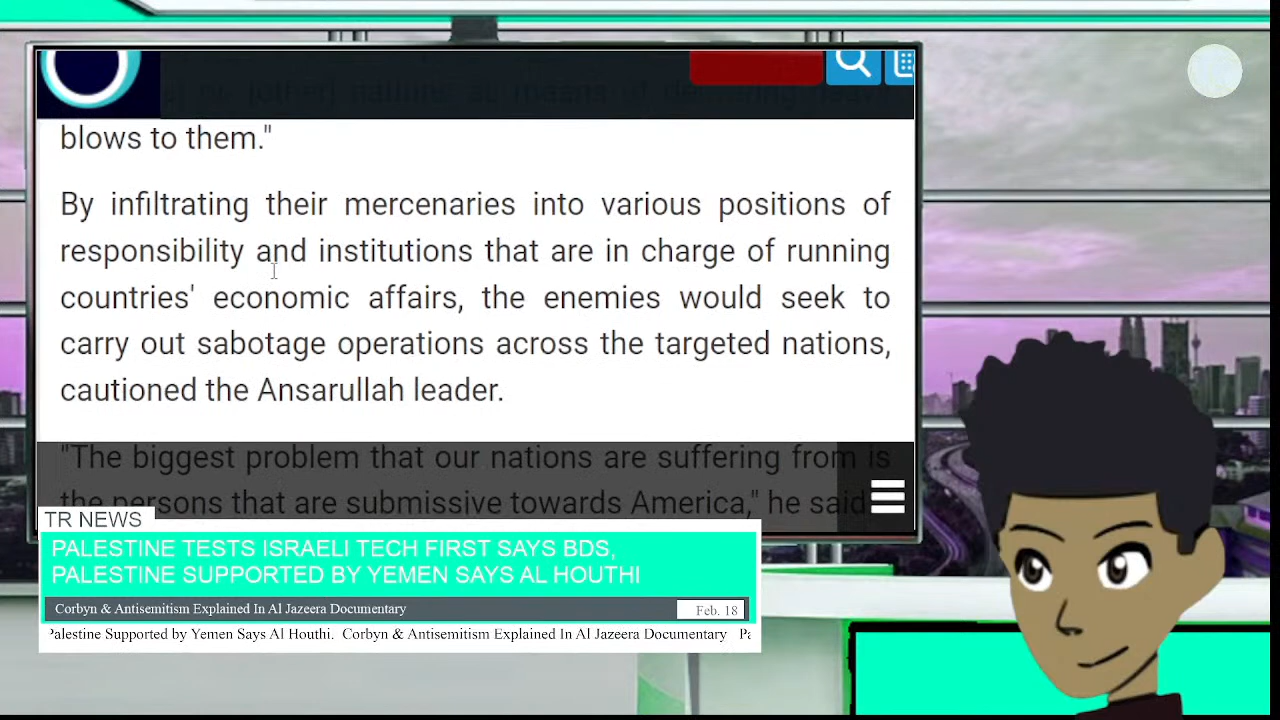 blows to them."
By infiltrating their mercenaries into various positions of
responsibility and institutions that are in charge of running
countries' economic affairs, the enemies would seek to
carry out sabotage operations across the targeted nations,
cautioned the Ansarullah leader.
"The biggest problem that our nations are suffering from is
the persons that are submissive towards America," he said
TR NEWS
PALESTINE TESTS ISRAELI TECH FIRST SAYS BDS,
PALESTINE SUPPORTED BY YEMEN SAYS AL HOUTHI
Corbyn & Antisemitism Explained In Al Jazeera Documentary
Feb. 18
Palestine Supported by Yemen Says Al Houthi. Corbyn & Antisemitism Explained In Al Jazeera Documentary